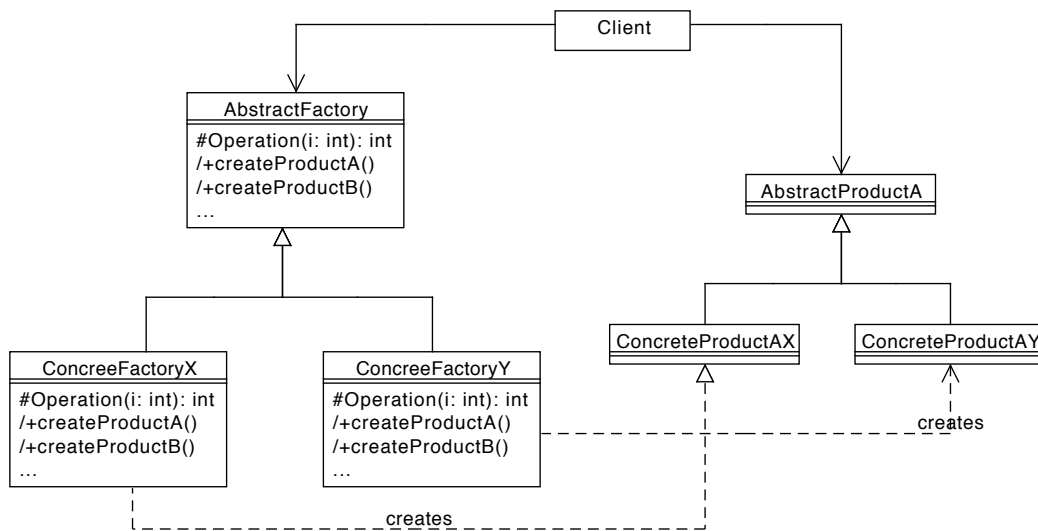 Client
AbstractFactory
#Operation(i: int): int
/+createProductA()
/+createProductB()
...
AbstractProductA
ConcreeFactoryX
#Operation(i: int): int
/+createProductA()
/+createProductB()
...
ConcreeFactoryY
#Operation(i: int): int
/+createProductA()
/+createProductB()
...
ConcreteProductAX
ConcreteProductAY
creates
creates